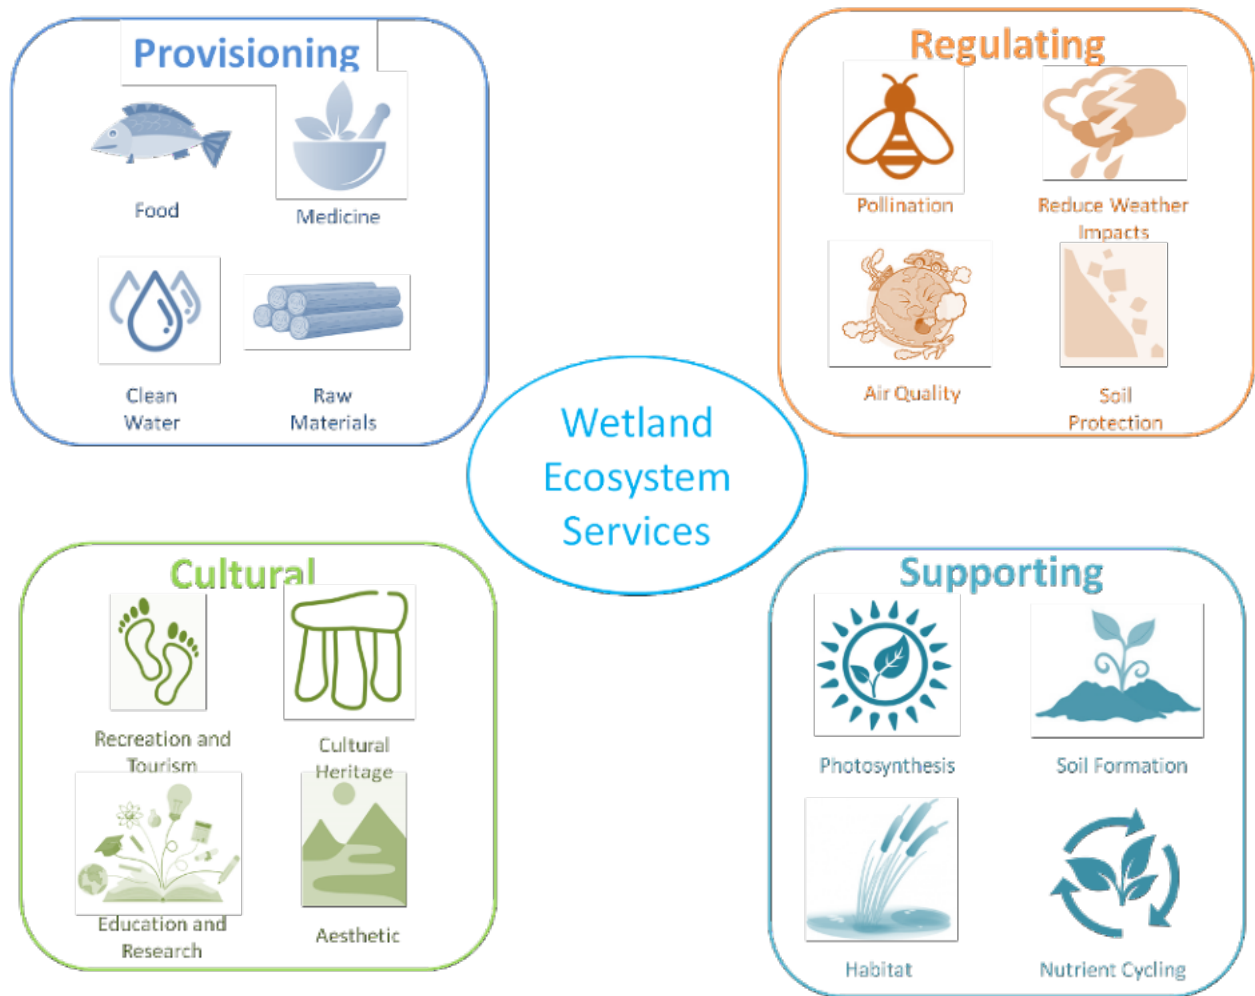 Provisioning
Food
Medicine
Clean
Water
Raw
Materials
Regulating
Pollination
Reduce Weather
Impacts
Air Quality
Soil
Protection
Wetland
Ecosystem
Services
Cultural
Recreation and
Tourism
Cultural
Heritage
Education and
Research
Aesthetic
Supporting
Photosynthesis
Soil Formation
Habitat
Nutrient Cycling